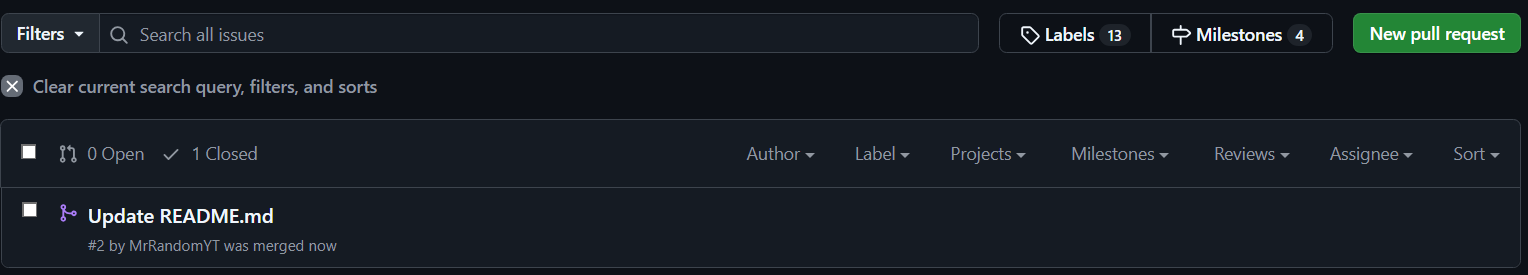 Filters Search all issues Labels 13 Milestones 4 New pull request
Clear current search query, filters, and sorts
0 Open 1 Closed Author Label Projects Milestones Reviews Assignee Sort
Update README.md
#2 by MrRandomYT was merged now